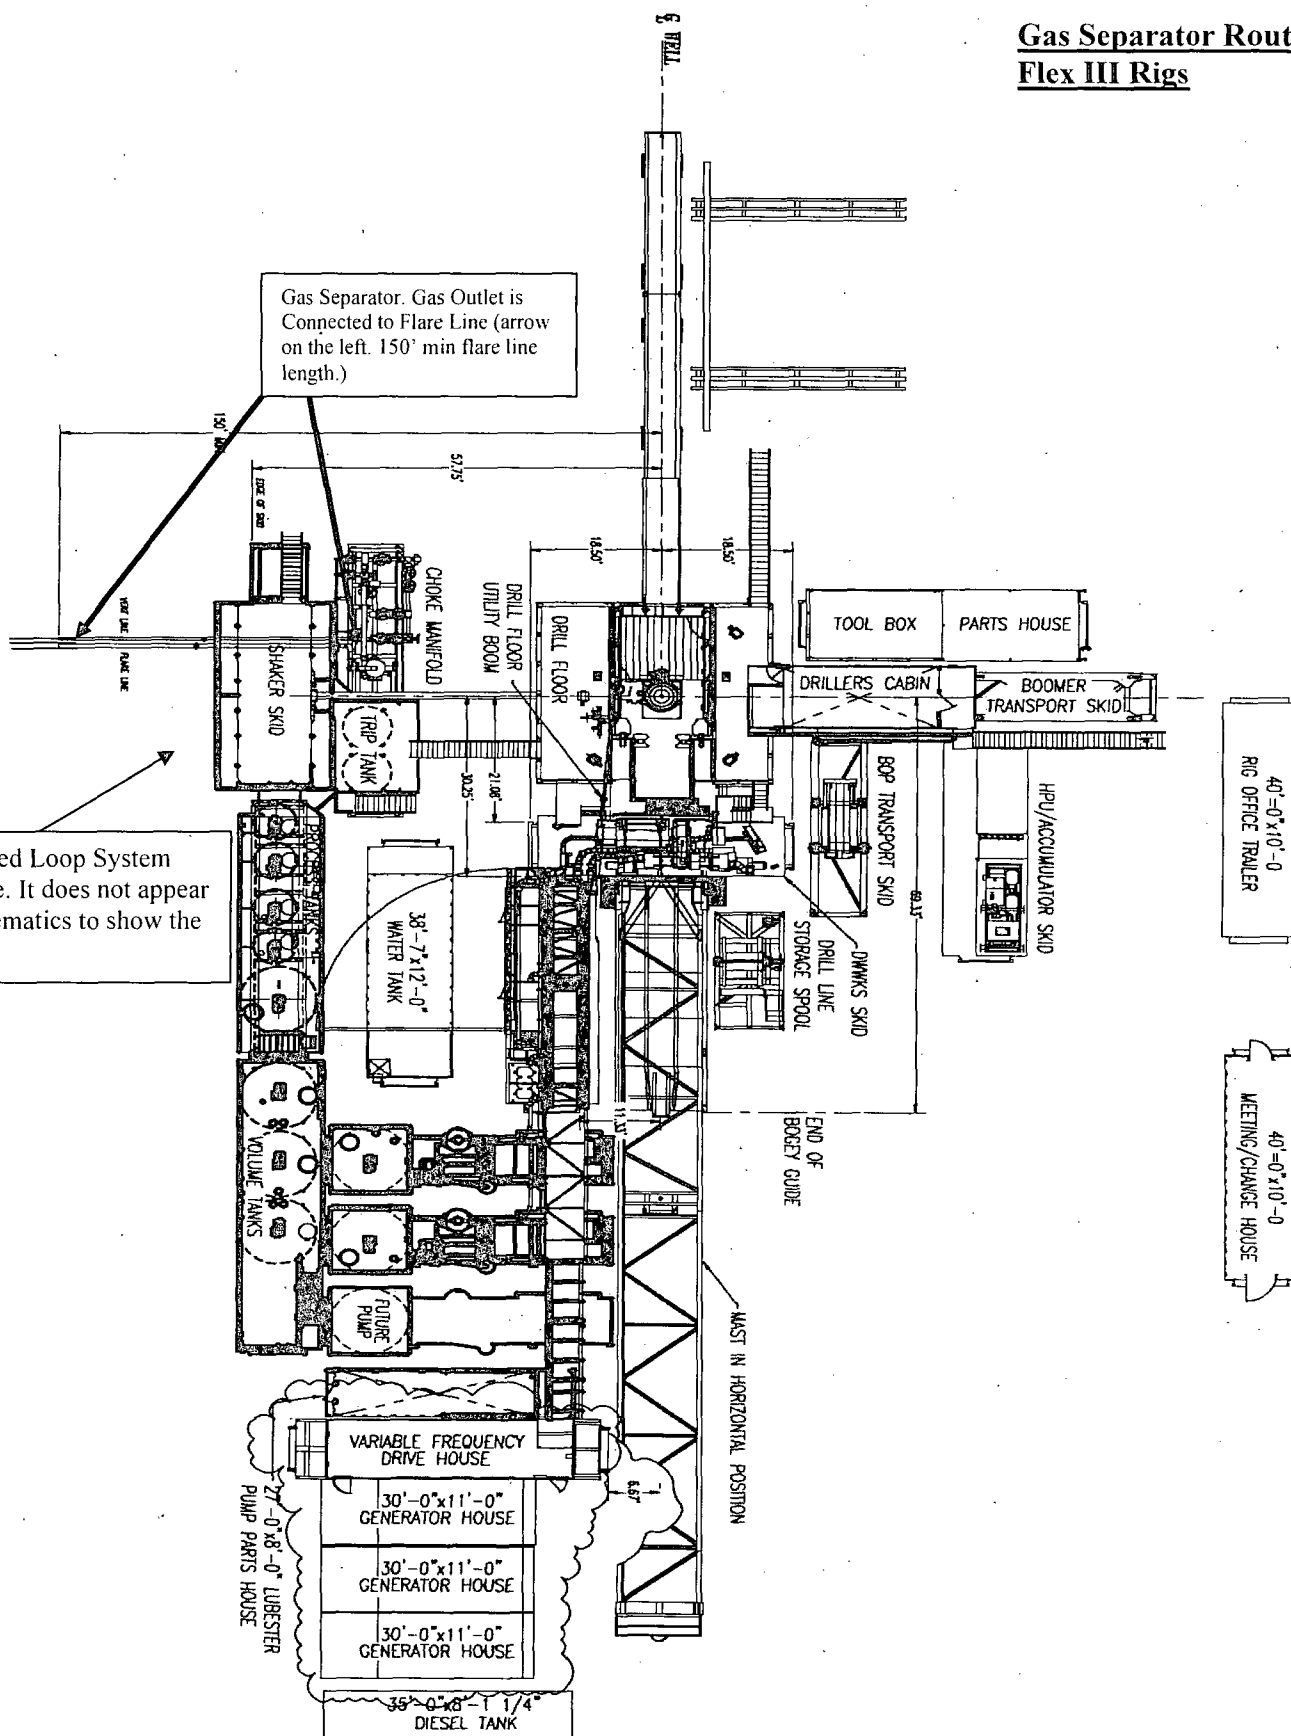 Gas Separator Rout
Flex III Rigs
WELL
Gas Separator. Gas Outlet is
Connected to Flare Line (arrow
on the left. 150' min flare line
length.)
57.75'
EDGE OF SKID
18.50'
18.50'
CHOKE MANIFOLD
DRILL FLOOR
UTILITY BOOM
DRILL FLOOR
TOOL BOX
PARTS HOUSE
DRILLERS CABIN
BOOMER
TRANSPORT SKID
SHAKER SKID
TRIP TANK
FLARE LINE
21.08'
30.25'
BOP TRANSPORT SKID
HPU/ACCUMULATOR SKID
40'=0"x10'-0
RIG OFFICE TRAILER
69.33'
ed Loop System
e. It does not appear
ematics to show the
PROCESS TANKS
38'-7"x12'-0"
WATER TANK
DRILL LINE
STORAGE SPOOL
DWWKS SKID
END OF
BOGEY GUIDE
11.33'
40'=0"x10'-0
MEETING/CHANGE HOUSE
VOLUME TANKS
FUTURE
PUMP
MAST IN HORIZONTAL POSITION
VARIABLE FREQUENCY
DRIVE HOUSE
6.67'
27'-0"x8'-0" LUBESTER
PUMP PARTS HOUSE
30'-0"x11'-0"
GENERATOR HOUSE
30'-0"x11'-0"
GENERATOR HOUSE
30'-0"x11'-0"
GENERATOR HOUSE
35'-0"x8'-1 1/4"
DIESEL TANK